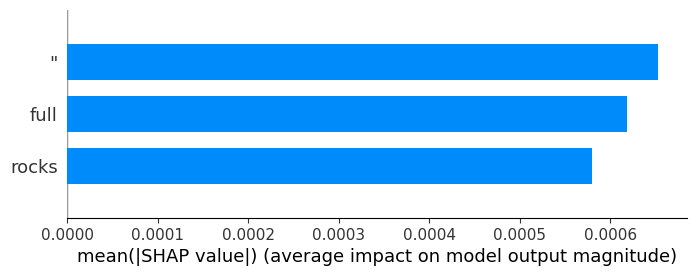 "
full
rocks
0.0000 0.0001 0.0002 0.0003 0.0004 0.0005 0.0006
mean(|SHAP value|) (average impact on model output magnitude)